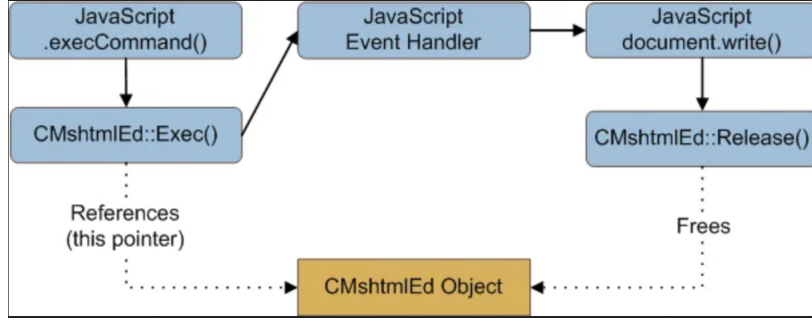 JavaScript
.execCommand()
JavaScript
Event Handler
JavaScript
document.write()
CMshtmlEd::Exec()
CMshtmlEd::Release()
References
(this pointer)
Frees
CMshtmlEd Object